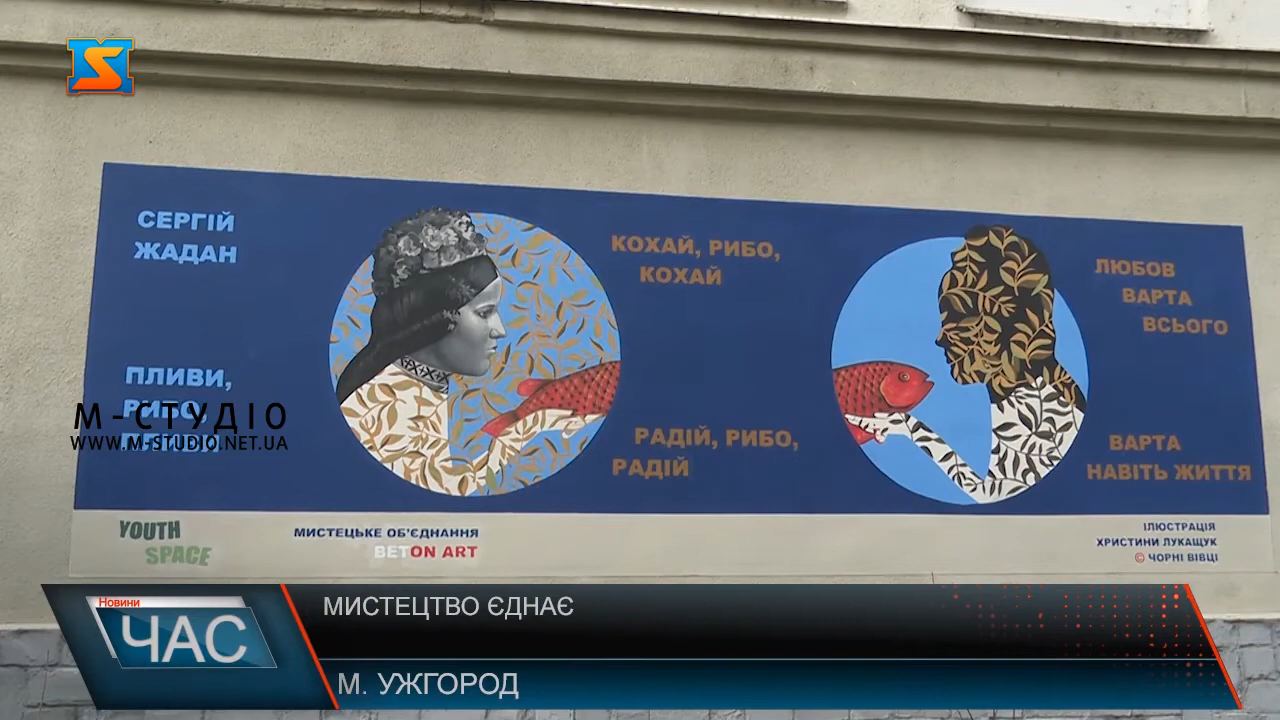 СЕРГІЙ
ЖАДАН
ПЛИВИ,
РИБО,
М-СТУДІО
WWW.M-STUDIO.NET.UA
КОХАЙ, РИБО,
КОХАЙ
РАДІЙ, РИБО,
РАДІЙ
ЛЮБОВ
ВАРТА
ВСЬОГО
ВАРТА
НАВІТЬ ЖИТТЯ
YOUTH
SPACE
МИСТЕЦЬКЕ ОБ'ЄДНАННЯ
BETON ART
ІЛЮСТРАЦІЯ
ХРИСТИНИ ЛУКАЩУК
© ЧОРНІ ВІВЦІ
Новини
ЧАС
МИСТЕЦТВО ЄДНАЄ
М. УЖГОРОД